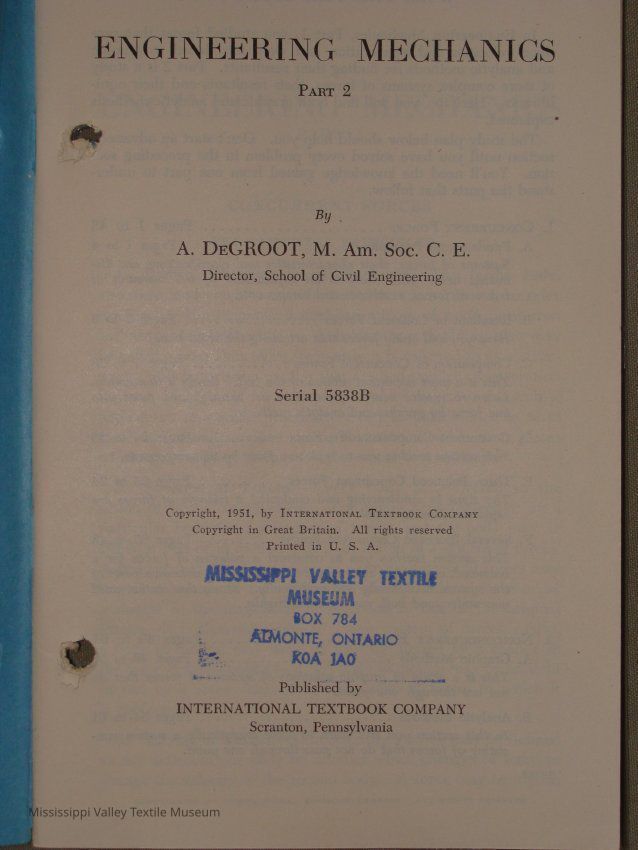 ENGINEERING MECHANICS
PART 2
By
A. DEGROOT, M. Am. Soc. C. E.
Director, School of Civil Engineering
Serial 5838B
Copyright, 1951, by INTERNATIONAL TEXTBOOK COMPANY
Copyright in Great Britain. All rights reserved
Printed in U. S. A.
MISSISSIPPI VALLEY TEXTILE
MUSEUM
BOX 784
ALMONTE, ONTARIO
K0A 1A0
Published by
INTERNATIONAL TEXTBOOK COMPANY
Scranton, Pennsylvania
Mississippi Valley Textile Museum